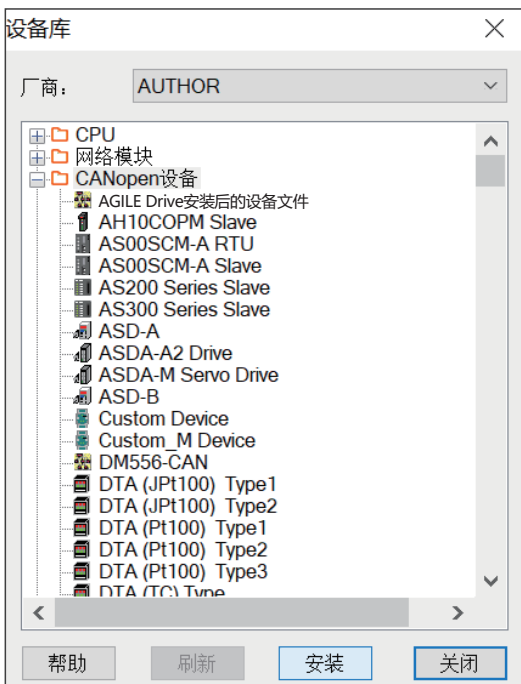 设备库
厂商： AUTHOR
CPU
网络模块
CANopen设备
AGILE Drive安装后的设备文件
AH10COPM Slave
AS00SCM-A RTU
AS00SCM-A Slave
AS200 Series Slave
AS300 Series Slave
ASD-A
ASDA-A2 Drive
ASDA-M Servo Drive
ASD-B
Custom Device
Custom_M Device
DM556-CAN
DTA (JPt100) Type1
DTA (JPt100) Type2
DTA (Pt100) Type1
DTA (Pt100) Type2
DTA (Pt100) Type3
DTA (TC) Type
帮助 刷新 安装 关闭